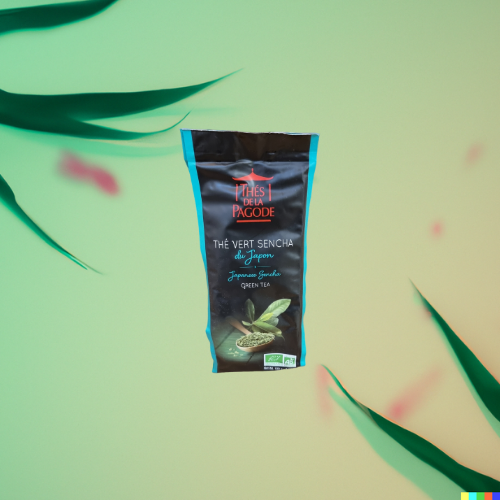 THÉS
DE LA
PAGODE
THÉ VERT SENCHA
du Japon
Japanese Sencha
GREEN TEA